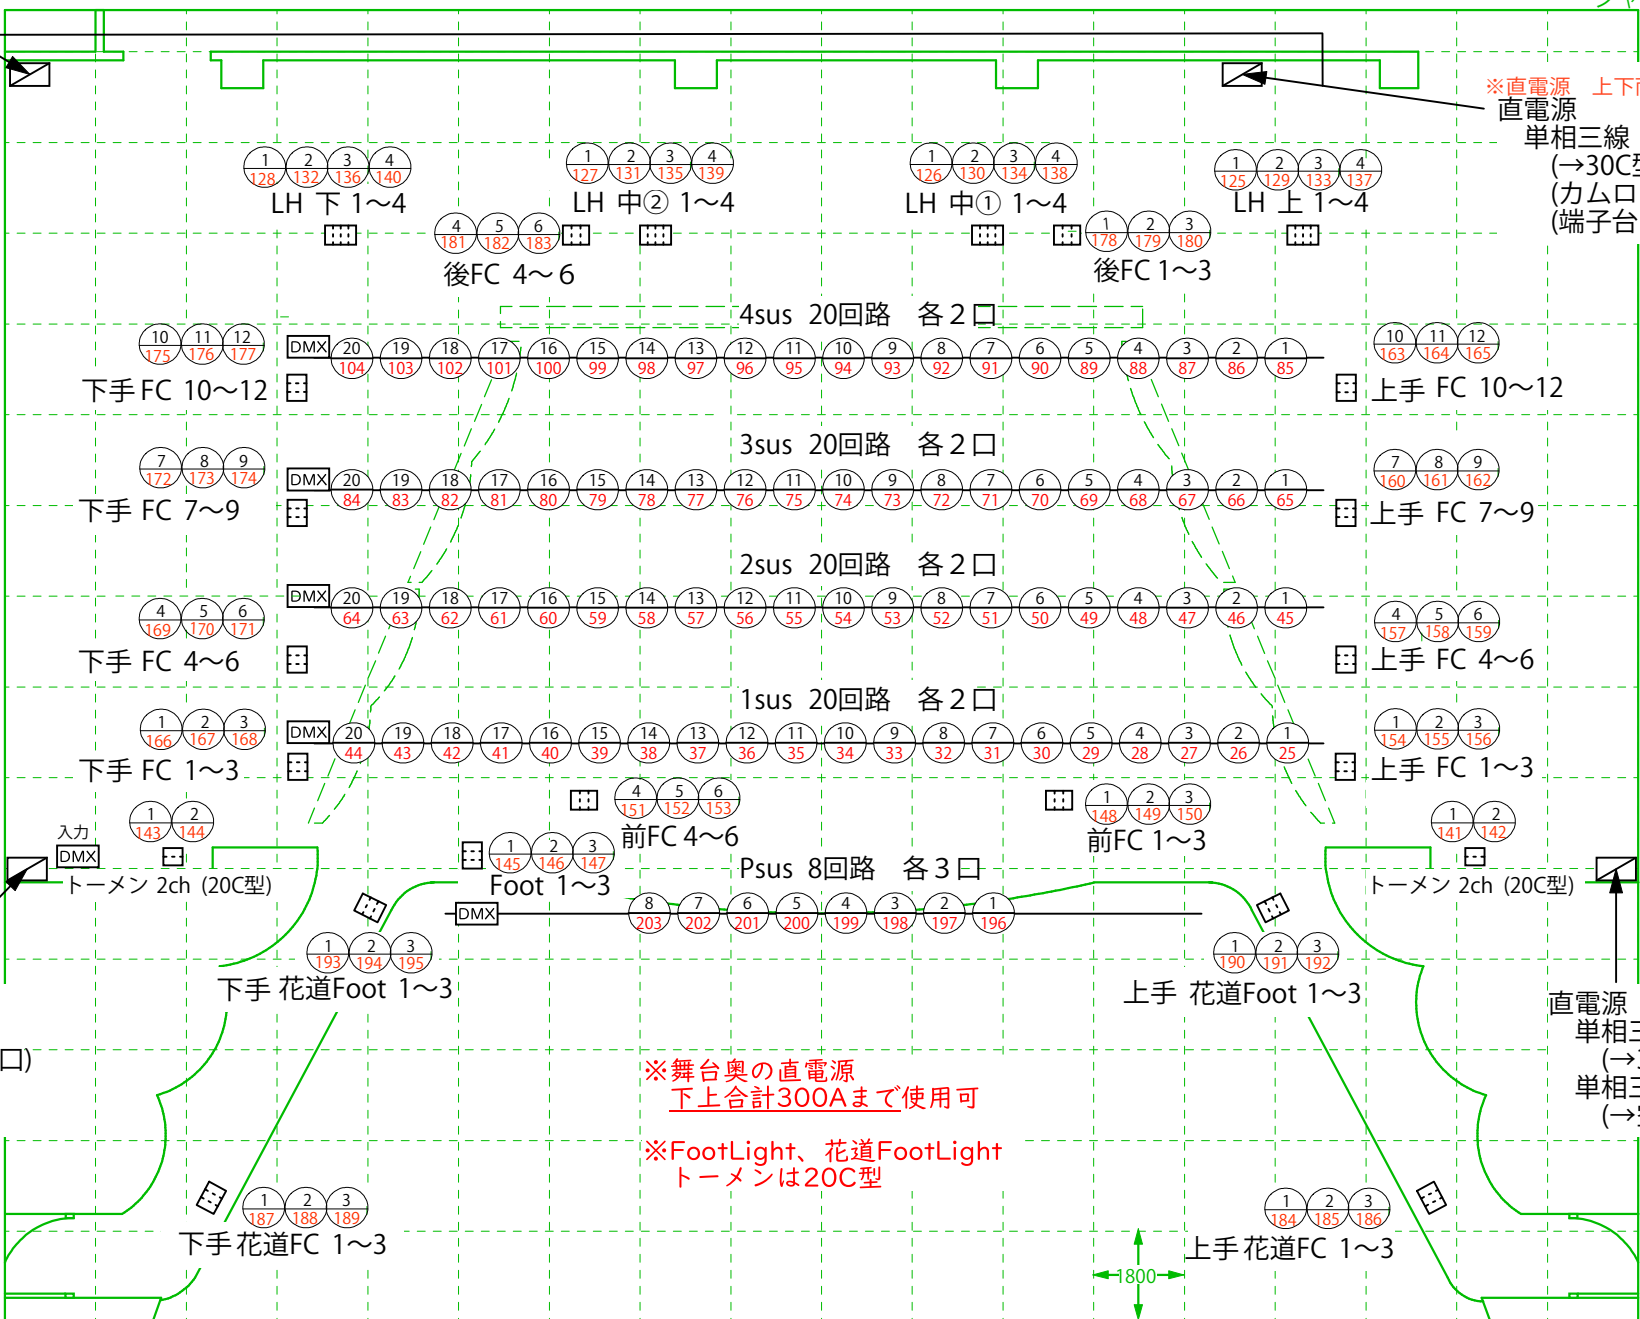 ※直電源 上下
直電源
単相三線
(→30C型
(カムロ
(端子台
1 2 3 4
128 132 136 140
LH 下 1～4
1 2 3 4
127 131 135 139
LH 中② 1～4
1 2 3 4
126 130 134 138
LH 中① 1～4
1 2 3 4
125 129 133 137
LH 上 1～4
4 5 6
181 182 183
後FC 4～６
1 2 3
178 179 180
後FC 1～3
4sus 20回路 各２口
10 11 12
175 176 177
下手 FC 10～12
DMX
20 19 18 17 16 15 14 13 12 11 10 9 8 7 6 5 4 3 2 1
104 103 102 101 100 99 98 97 96 95 94 93 92 91 90 89 88 87 86 85
10 11 12
163 164 165
上手 FC 10～12
3sus 20回路 各２口
7 8 9
172 173 174
下手 FC 7～9
DMX
20 19 18 17 16 15 14 13 12 11 10 9 8 7 6 5 4 3 2 1
84 83 82 81 80 79 78 77 76 75 74 73 72 71 70 69 68 67 66 65
7 8 9
160 161 162
上手 FC 7～9
2sus 20回路 各２口
4 5 6
169 170 171
下手 FC 4～6
DMX
20 19 18 17 16 15 14 13 12 11 10 9 8 7 6 5 4 3 2 1
64 63 62 61 60 59 58 57 56 55 54 53 52 51 50 49 48 47 46 45
4 5 6
157 158 159
上手 FC 4～6
1sus 20回路 各２口
1 2 3
166 167 168
下手 FC 1～3
DMX
20 19 18 17 16 15 14 13 12 11 10 9 8 7 6 5 4 3 2 1
44 43 42 41 40 39 38 37 36 35 34 33 32 31 30 29 28 27 26 25
1 2 3
154 155 156
上手 FC 1～3
4 5 6
151 152 153
前FC 4～6
1 2 3
148 149 150
前FC 1～3
1 2
143 144
入力
DMX
トーメン 2ch (20C型)
1 2 3
145 146 147
Foot 1～3
1 2
141 142
トーメン 2ch (20C型)
Psus 8回路 各３口
DMX
8 7 6 5 4 3 2 1
203 202 201 200 199 198 197 196
1 2 3
193 194 195
下手 花道Foot 1～3
1 2 3
190 191 192
上手 花道Foot 1～3
直電源
単相三
(→
単相三
(→
口)
※舞台奥の直電源
下上合計300Aまで使用可
※FootLight、花道FootLight
トーメンは20C型
1 2 3
187 188 189
下手 花道FC 1～3
1 2 3
184 185 186
上手 花道FC 1～3
1800